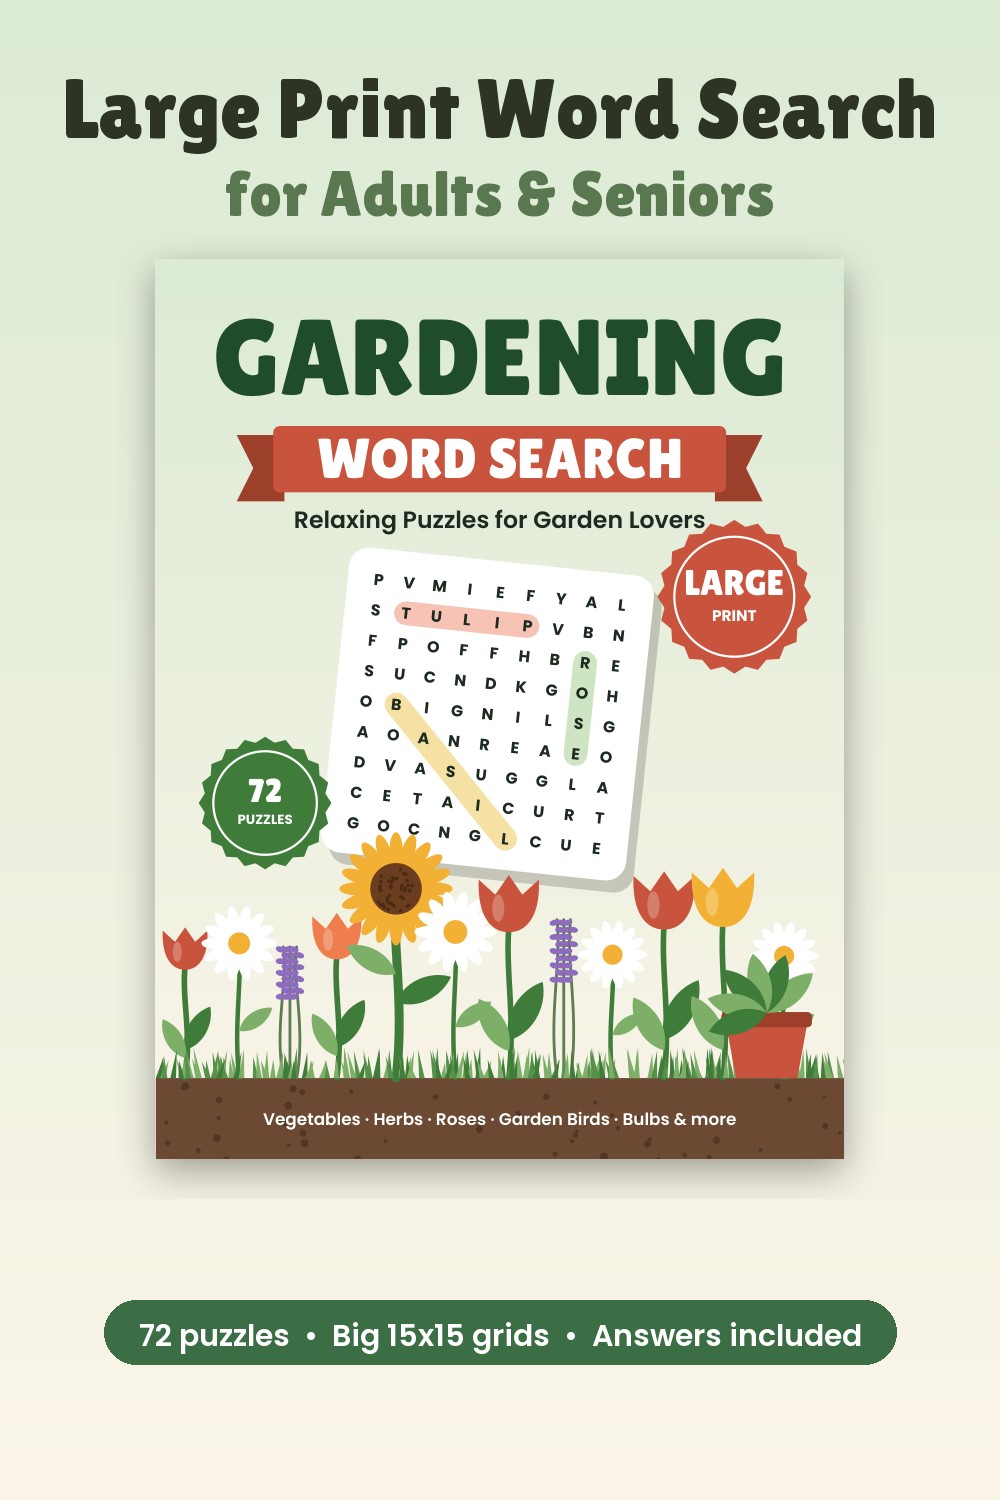 Large Print Word Search
for Adults & Seniors
GARDENING
WORD SEARCH
Relaxing Puzzles for Garden Lovers
LARGE
PRINT
P V M I E F Y A L
S T U L I P V B N
F P O F F H B R E
S U C N D K G O H
O B I G N I L S G
A O A N R E A E O
D V A S U G G L A
C E T A I C U R T
G O C N G L C U E
72
PUZZLES
Vegetables · Herbs · Roses · Garden Birds · Bulbs & more
72 puzzles • Big 15x15 grids • Answers included